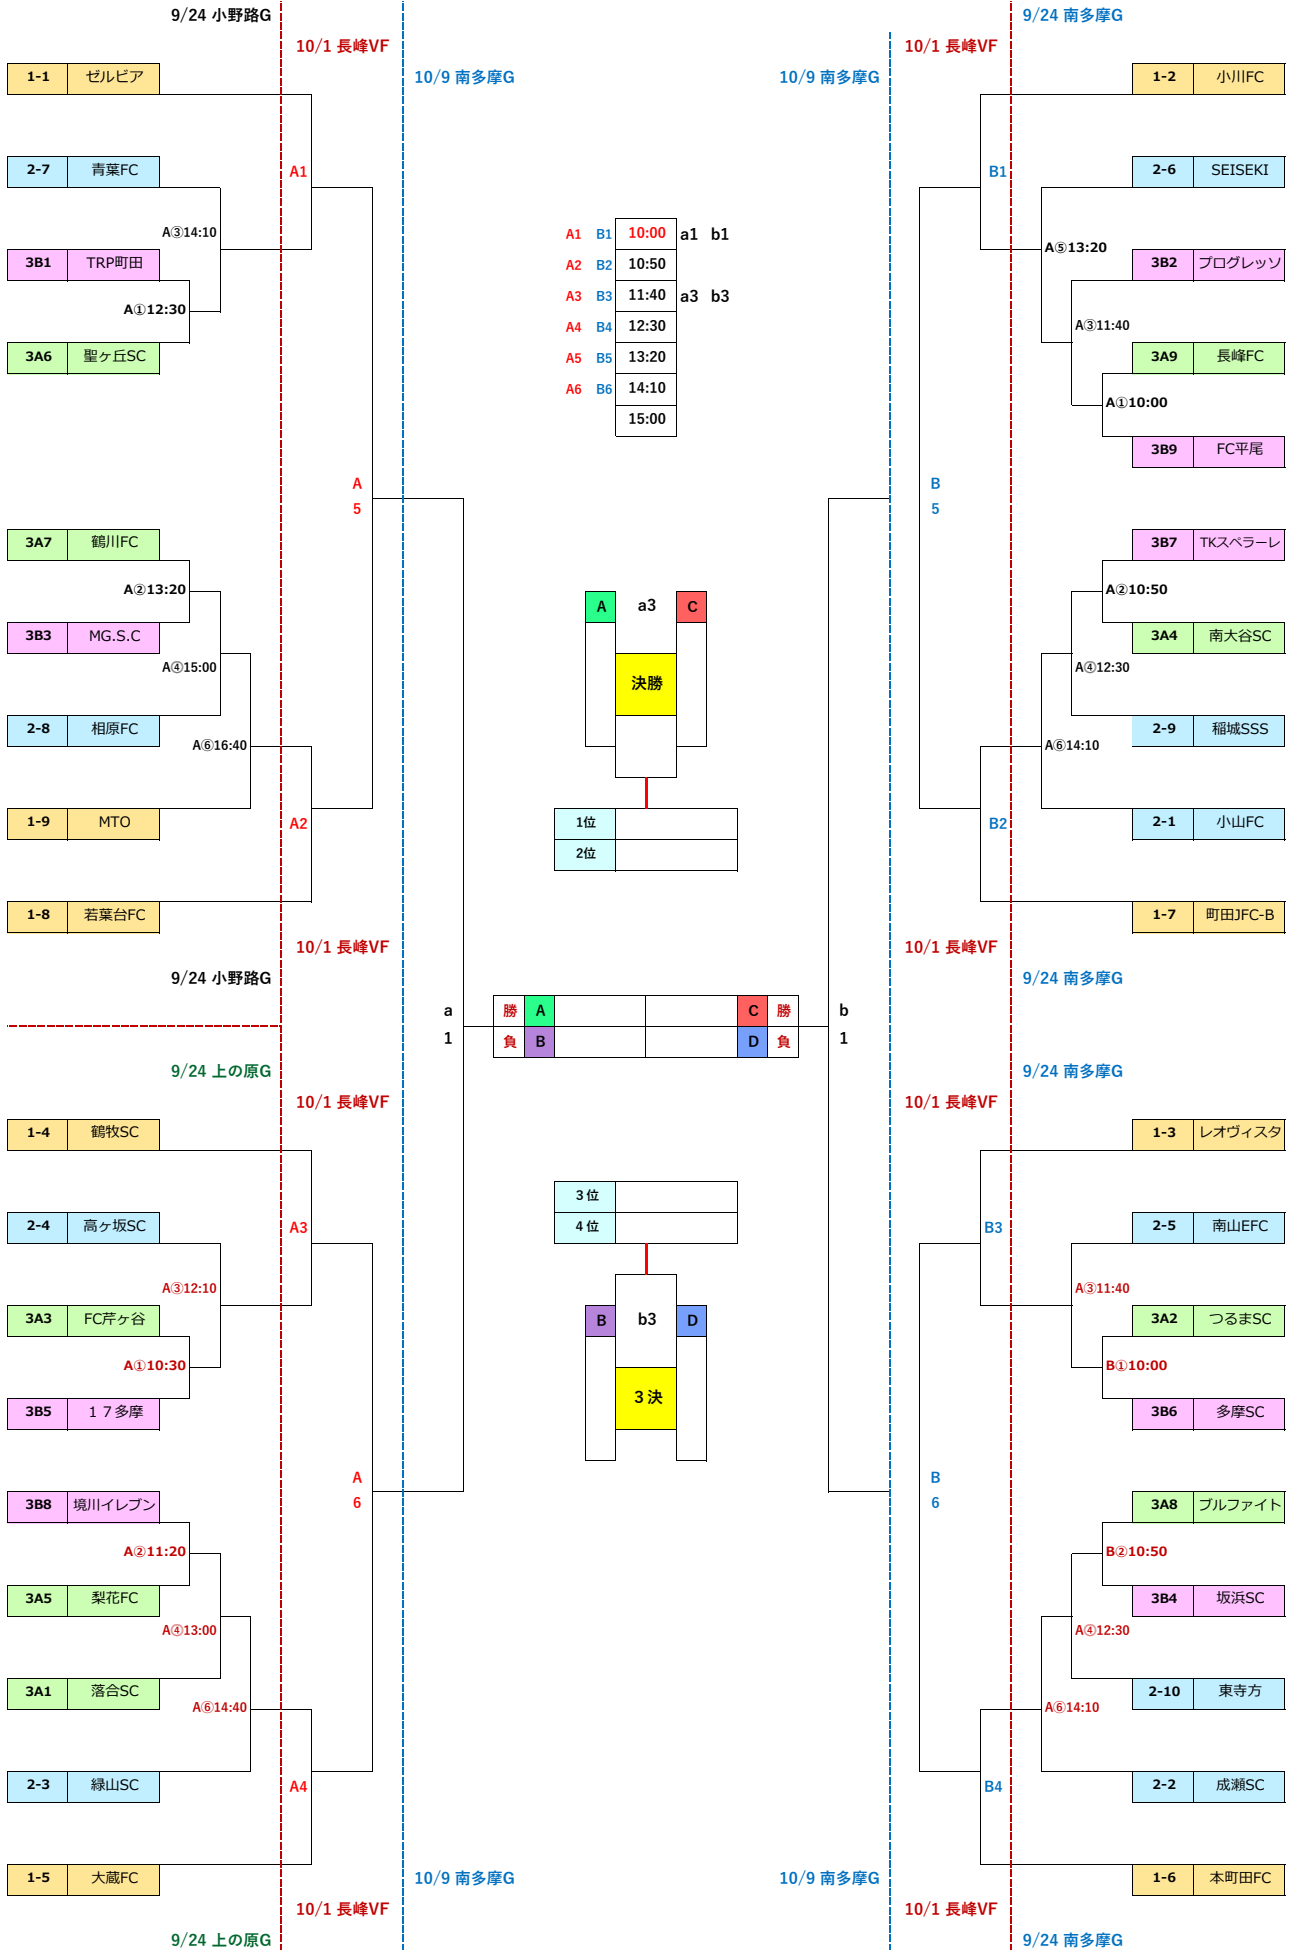 9/24 小野路G
9/24 南多摩G
10/1 長峰VF
10/1 長峰VF
10/9 南多摩G
10/9 南多摩G
1-1 ゼルビア
2-7 青葉FC
A1
A③14:10
3B1 TRP町田
A①12:30
3A6 聖ヶ丘SC
A
5
3A7 鶴川FC
A②13:20
3B3 MG.S.C
A④15:00
2-8 相原FC
A⑥16:40
1-9 MTO
A2
1-8 若葉台FC
10/1 長峰VF
9/24 小野路G
A1 B1 10:00 a1 b1
A2 B2 10:50
A3 B3 11:40 a3 b3
A4 B4 12:30
A5 B5 13:20
A6 B6 14:10
15:00
A a3 C
決勝
1位
2位
1-2 小川FC
B1
2-6 SEISEKI
A⑤13:20
3B2 プログレッソ
A③11:40
3A9 長峰FC
A①10:00
3B9 FC平尾
B
5
3B7 TKスペラーレ
A②10:50
3A4 南大谷SC
A④12:30
2-9 稲城SSS
A⑥14:10
2-1 小山FC
B2
1-7 町田JFC-B
10/1 長峰VF
9/24 南多摩G
a
1
勝 A C 勝
負 B D 負
b
1
9/24 上の原G
10/1 長峰VF
1-4 鶴牧SC
2-4 高ヶ坂SC
A3
A③12:10
3A3 FC芹ヶ谷
A①10:30
3B5 １７多摩
A
6
3B8 境川イレブン
A②11:20
3A5 梨花FC
A④13:00
3A1 落合SC
A⑥14:40
2-3 緑山SC
A4
1-5 大蔵FC
10/9 南多摩G
10/1 長峰VF
9/24 上の原G
３位
４位
B b3 D
３決
9/24 南多摩G
10/1 長峰VF
1-3 レオヴィスタ
2-5 南山EFC
B3
A③11:40
3A2 つるまSC
B①10:00
3B6 多摩SC
B
6
3A8 ブルファイト
B②10:50
3B4 坂浜SC
A④12:30
2-10 東寺方
A⑥14:10
2-2 成瀬SC
B4
1-6 本町田FC
10/9 南多摩G
10/1 長峰VF
9/24 南多摩G